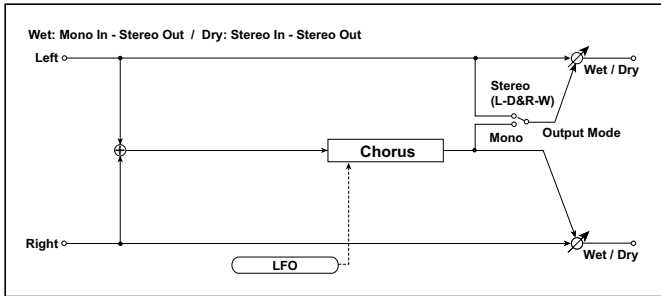 Wet: Mono In - Stereo Out / Dry: Stereo In - Stereo Out
Left
Wet / Dry
Stereo
(L-D&R-W)
Output Mode
Mono
Chorus
Right
Wet / Dry
LFO